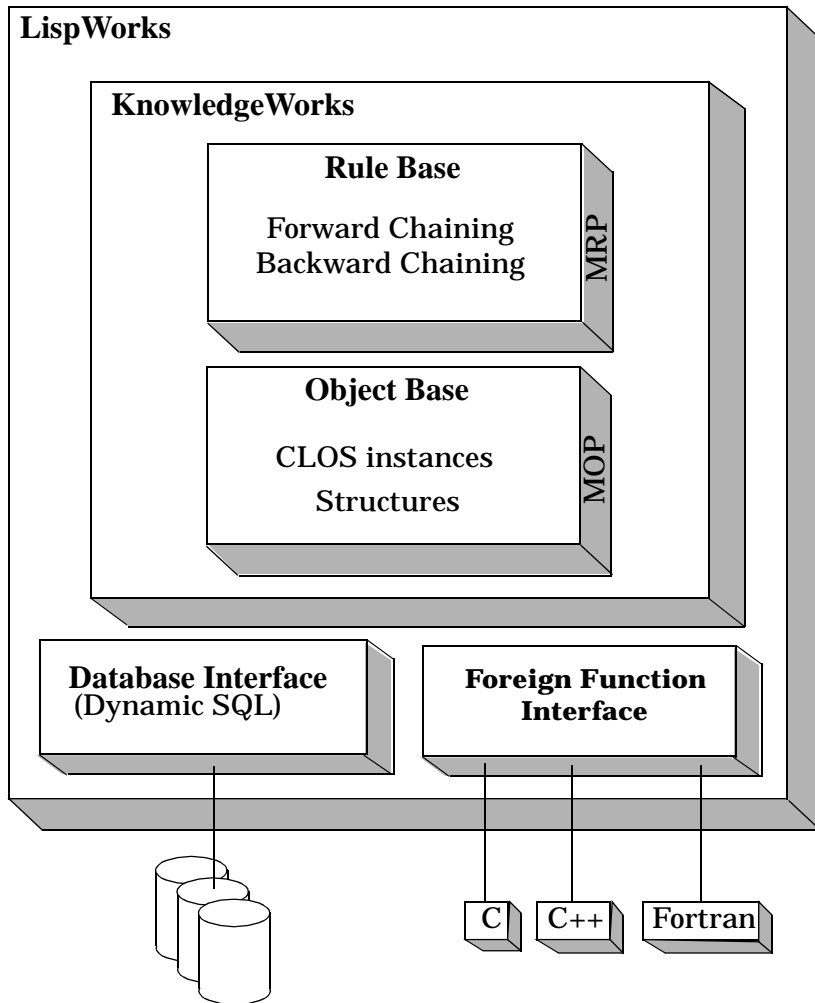 LispWorks
KnowledgeWorks
Rule Base
Forward Chaining
Backward Chaining
MRP
Object Base
CLOS instances
Structures
MOP
Database Interface
(Dynamic SQL)
Foreign Function
Interface
C
C++
Fortran